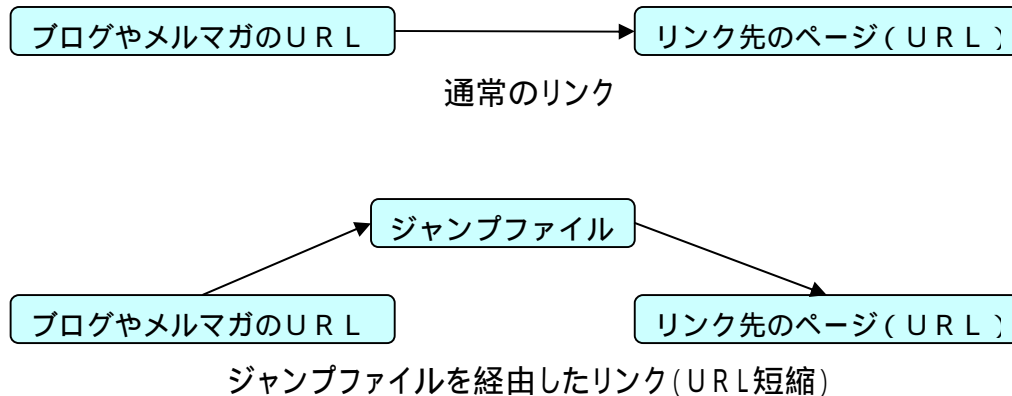 ブログやメルマガのURL
リンク先のページ(URL)
通常のリンク
ジャンプファイル
ブログやメルマガのURL
リンク先のページ(URL)
ジャンプファイルを経由したリンク(URL短縮)